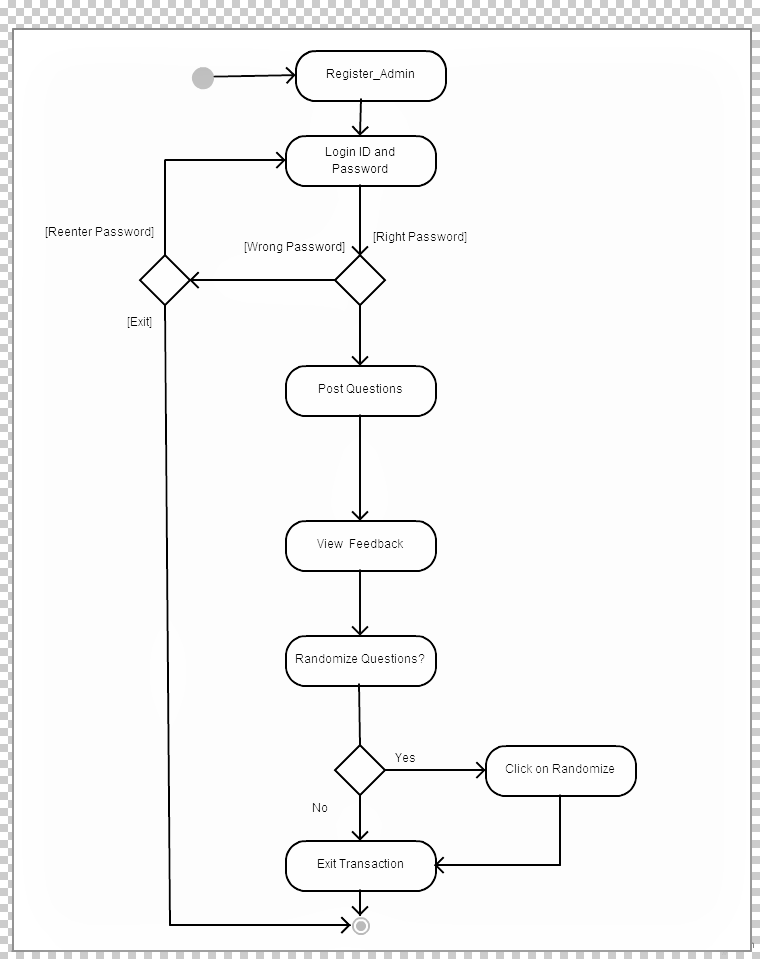 Register_Admin
Login ID and
Password
[Reenter Password]
[Wrong Password]
[Right Password]
[Exit]
Post Questions
View Feedback
Randomize Questions?
Yes
Click on Randomize
No
Exit Transaction